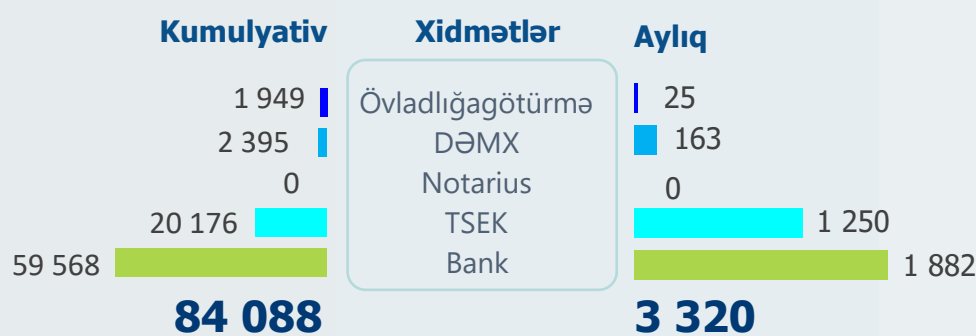 Kumulyativ Xidmətlər Aylıq
1 949 Övladlığagötürmə 25
2 395 DƏMX 163
0 Notarius 0
20 176 TSEK 1 250
59 568 Bank 1 882
84 088 3 320